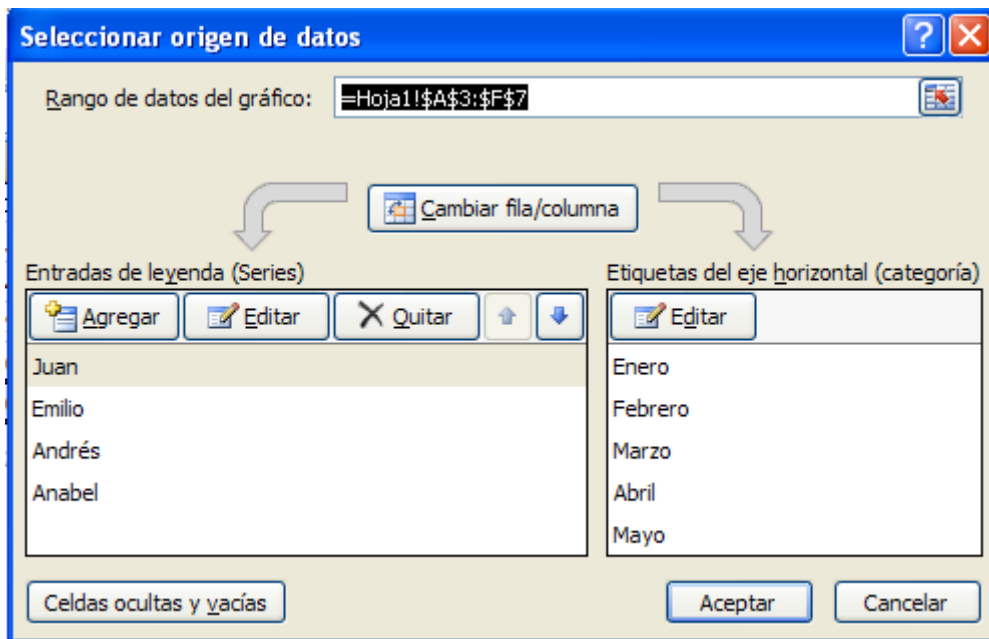 Seleccionar origen de datos
Rango de datos del gráfico: =Hoja1!$A$3:$F$7
Cambiar fila/columna
Entradas de leyenda (Series)
Agregar Editar Quitar
Juan
Emilio
Andrés
Anabel
Etiquetas del eje horizontal (categoría)
Editar
Enero
Febrero
Marzo
Abril
Mayo
Celdas ocultas y vacías
Aceptar Cancelar